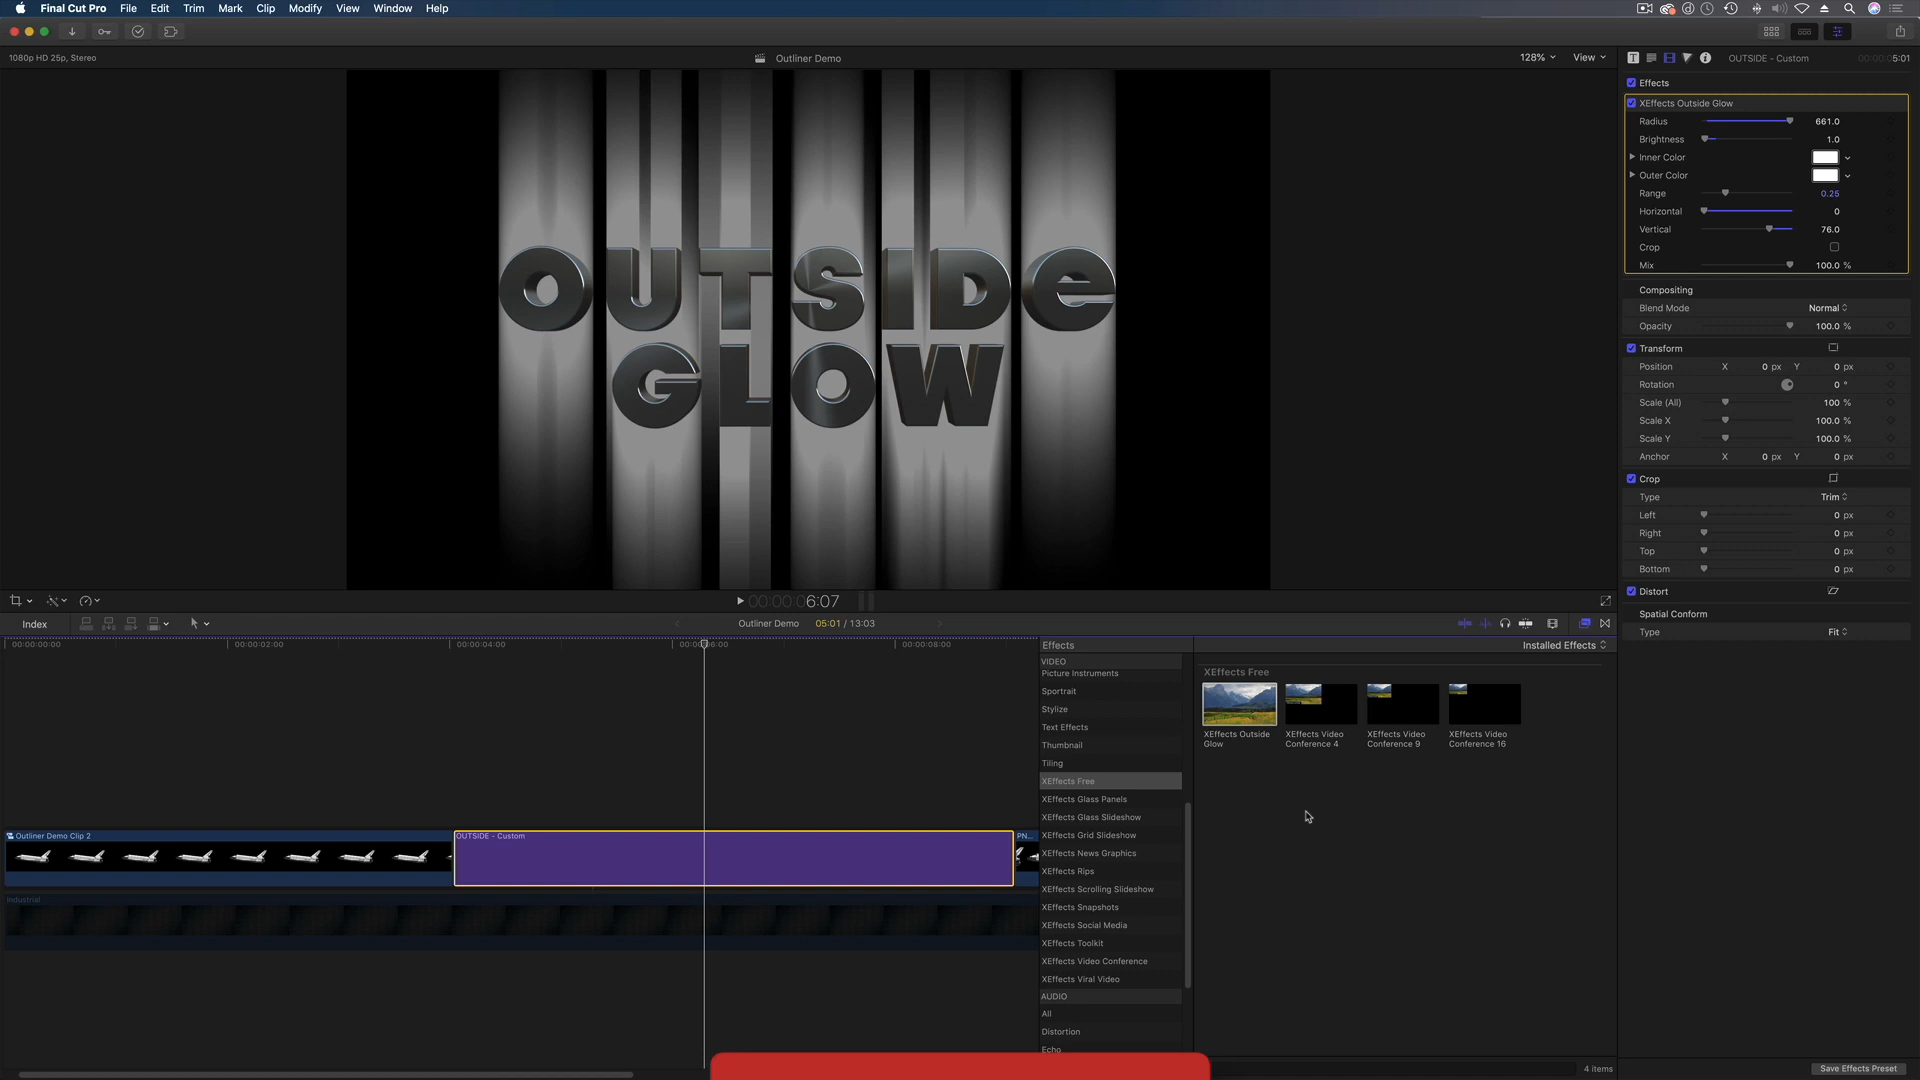 Final Cut Pro File Edit Trim Mark Clip Modify View Window Help
1080p HD 25p, Stereo
Outliner Demo
128% View
OUTSIDe
GLOW
00:00:00:06:07
OUTSIDE - Custom 00:00:05:01
Effects
XEffects Outside Glow
Radius 661.0
Brightness 1.0
Inner Color
Outer Color
Range 0.25
Horizontal 0
Vertical 76.0
Crop
Mix 100.0 %
Compositing
Blend Mode Normal
Opacity 100.0 %
Transform
Position X 0 px Y 0 px
Rotation 0 °
Scale (All) 100 %
Scale X 100.0 %
Scale Y 100.0 %
Anchor X 0 px Y 0 px
Crop
Type Trim
Left 0 px
Right 0 px
Top 0 px
Bottom 0 px
Distort
Spatial Conform
Type Fit
Save Effects Preset
Index
Outliner Demo 05:01 / 13:03
00:00:00:00 00:00:02:00 00:00:04:00 00:00:06:00 00:00:08:00
Outliner Demo Clip 2
OUTSIDE - Custom
PN...
Industrial
Effects
VIDEO
Picture Instruments
Sportrait
Stylize
Text Effects
Thumbnail
Tiling
XEffects Free
XEffects Glass Panels
XEffects Glass Slideshow
XEffects Grid Slideshow
XEffects News Graphics
XEffects Rips
XEffects Scrolling Slideshow
XEffects Snapshots
XEffects Social Media
XEffects Toolkit
XEffects Video Conference
XEffects Viral Video
AUDIO
All
Distortion
Echo
Installed Effects
XEffects Free
XEffects Outside
Glow
XEffects Video
Conference 4
XEffects Video
Conference 9
XEffects Video
Conference 16
4 items